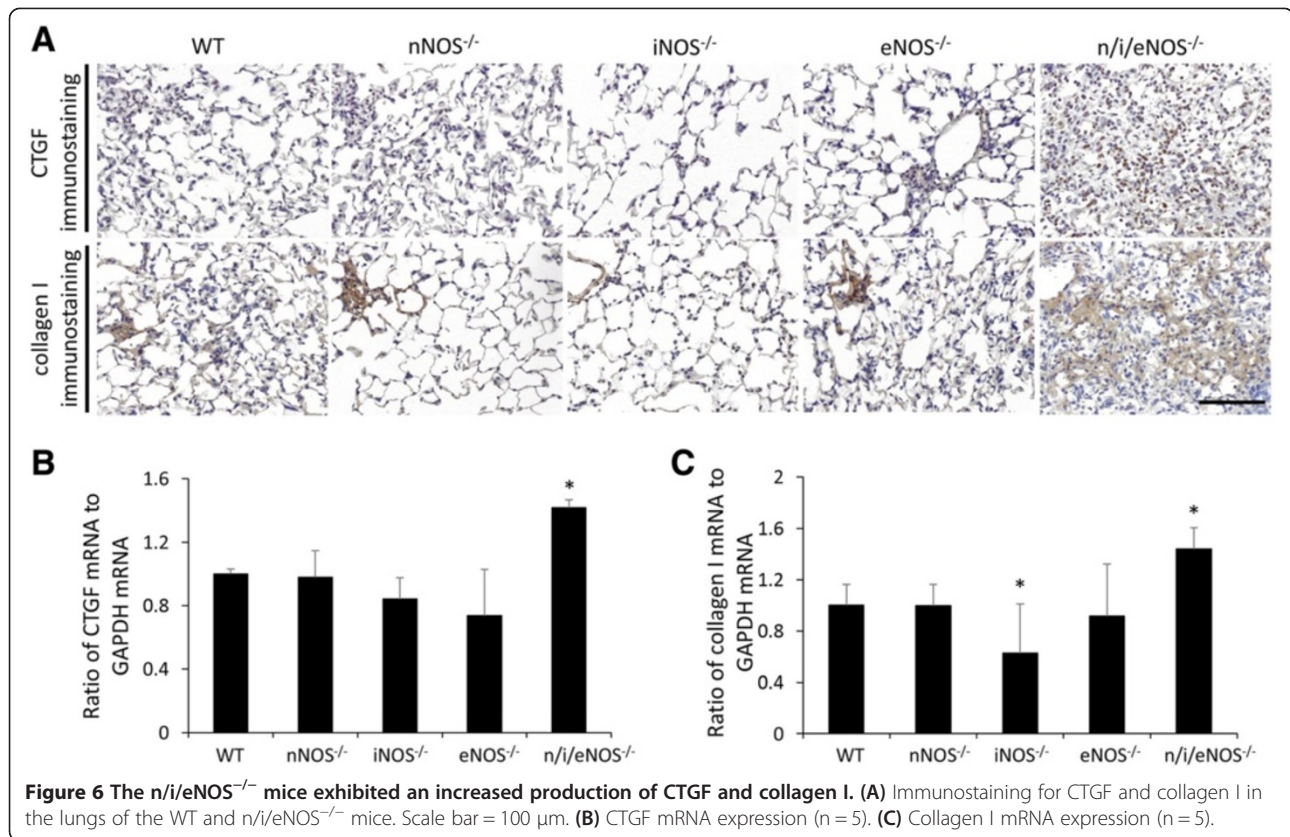 A
WT nNOS⁻/⁻ iNOS⁻/⁻ eNOS⁻/⁻ n/i/eNOS⁻/⁻
CTGF
immunostaining
collagen I
immunostaining
B
Ratio of CTGF mRNA to
GAPDH mRNA
1.6
1.2
0.8
0.4
0
*
WT nNOS⁻/⁻ iNOS⁻/⁻ eNOS⁻/⁻ n/i/eNOS⁻/⁻
C
Ratio of collagen I mRNA to
GAPDH mRNA
2
1.6
1.2
0.8
0.4
0
*
*
WT nNOS⁻/⁻ iNOS⁻/⁻ eNOS⁻/⁻ n/i/eNOS⁻/⁻
Figure 6 The n/i/eNOS⁻/⁻ mice exhibited an increased production of CTGF and collagen I. (A) Immunostaining for CTGF and collagen I in
the lungs of the WT and n/i/eNOS⁻/⁻ mice. Scale bar = 100 μm. (B) CTGF mRNA expression (n = 5). (C) Collagen I mRNA expression (n = 5).